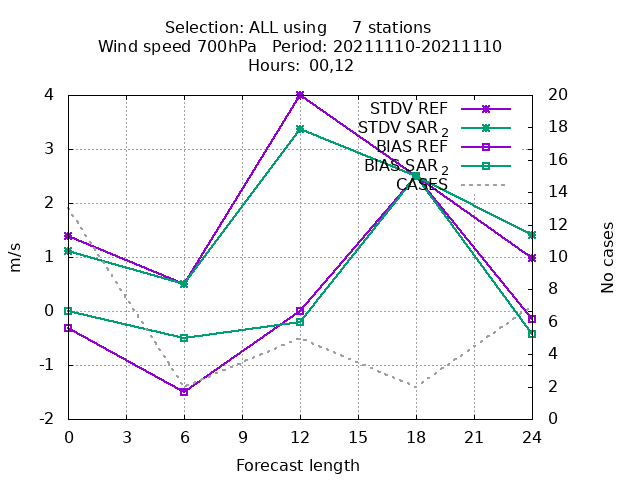 Selection: ALL using     7 stations
Wind speed 700hPa   Period: 20211110-20211110
Hours: 00,12
4
3
2
1
0
-1
-2
m/s
STDV REF
STDV SAR 2
BIAS REF
BIAS SAR 2
CASES
20
18
16
14
12
10
8
6
4
2
0
No cases
0 3 6 9 12 15 18 21 24
Forecast length